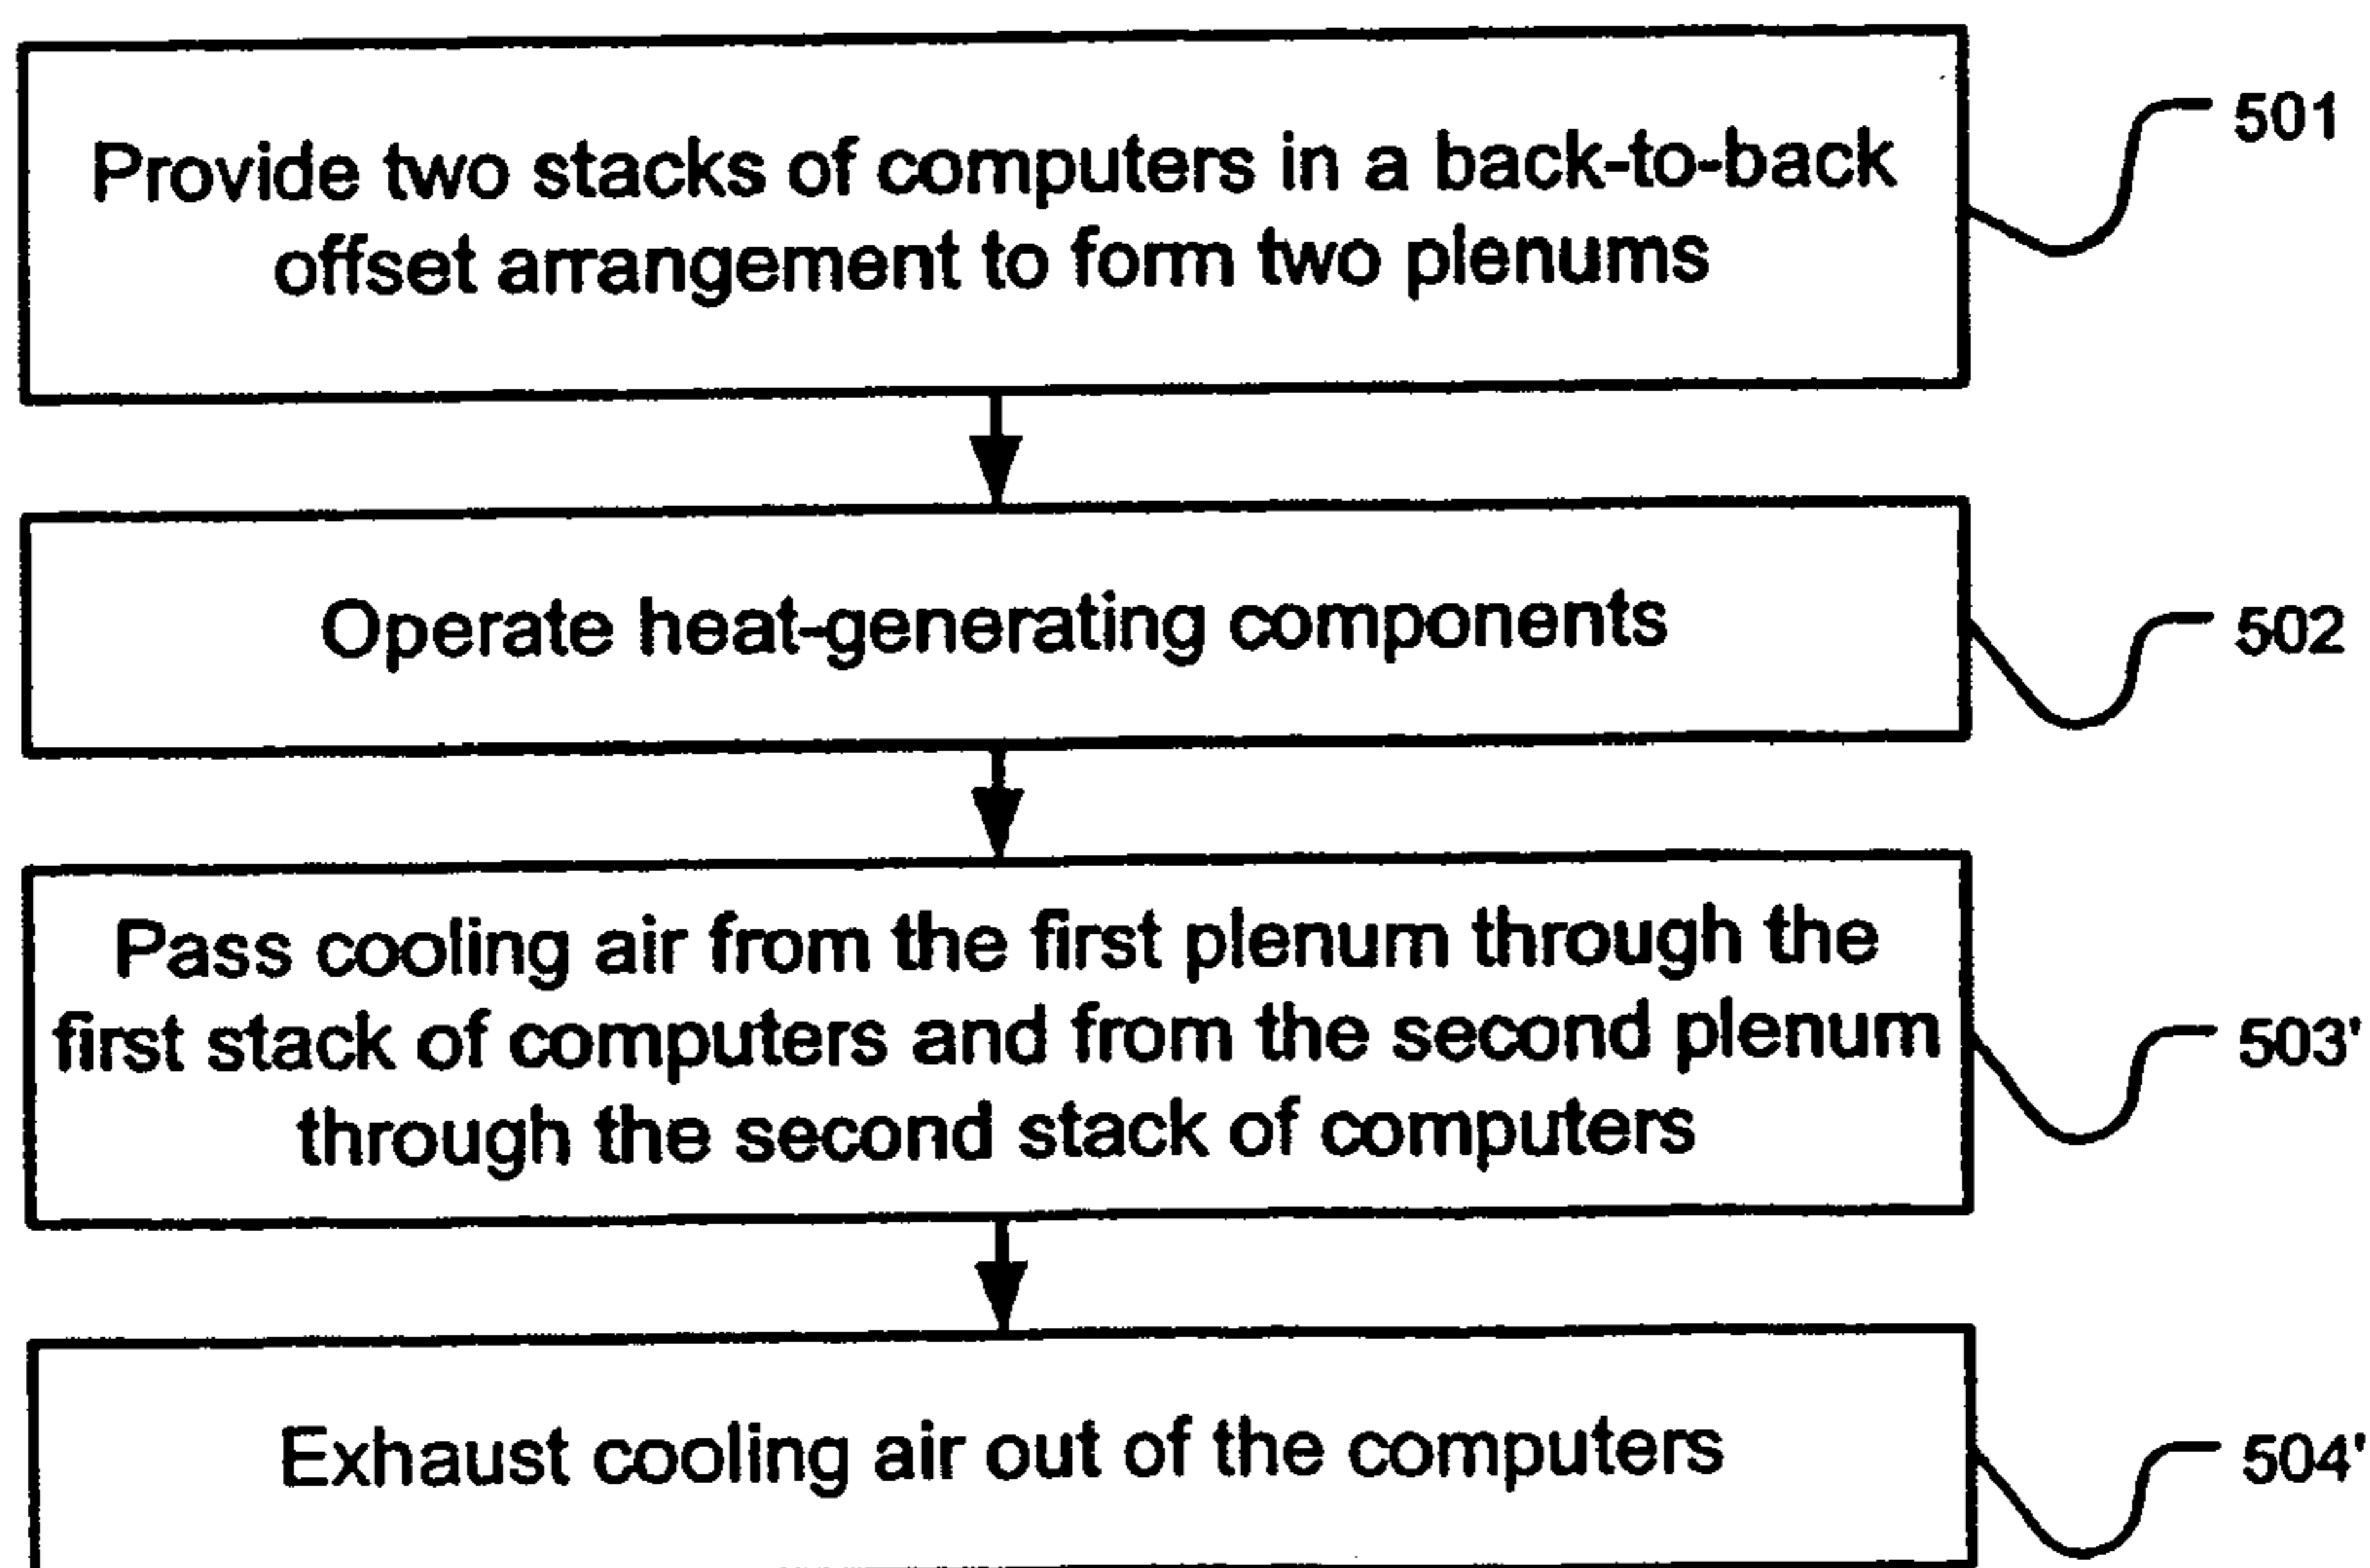 Provide two stacks of computers in a back-to-back
offset arrangement to form two plenums
501
Operate heat-generating components
502
Pass cooling air from the first plenum through the
first stack of computers and from the second plenum
through the second stack of computers
503'
Exhaust cooling air out of the computers
504'